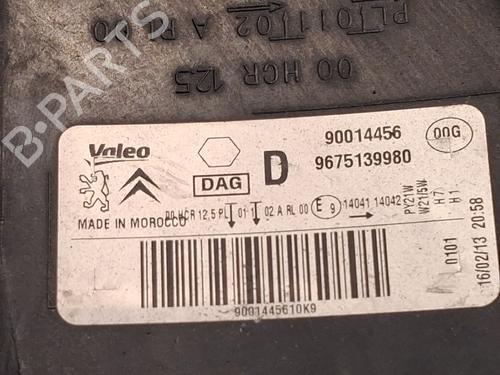 PL 01 1 02 A RL 00
00 HCR 125
B-PARTS
Valeo
90014456
00G
DAG
D
9675139980
MADE IN MOROCCO
00 HCR 12,5 PL 01 1 02 A RL 00
E 9
14041 14042
PY21W
W21/5W
H7
H1
0101
16/02/13 20:58
9001445610K9